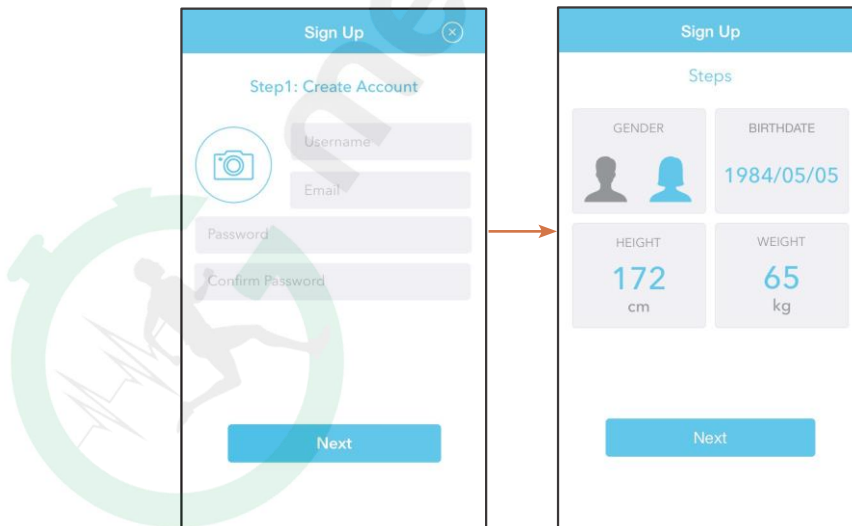 Sign Up
Step1: Create Account
Username
Email
Password
Confirm Password
Next
Sign Up
Steps
GENDER
BIRTHDATE
1984/05/05
HEIGHT
172
cm
WEIGHT
65
kg
Next